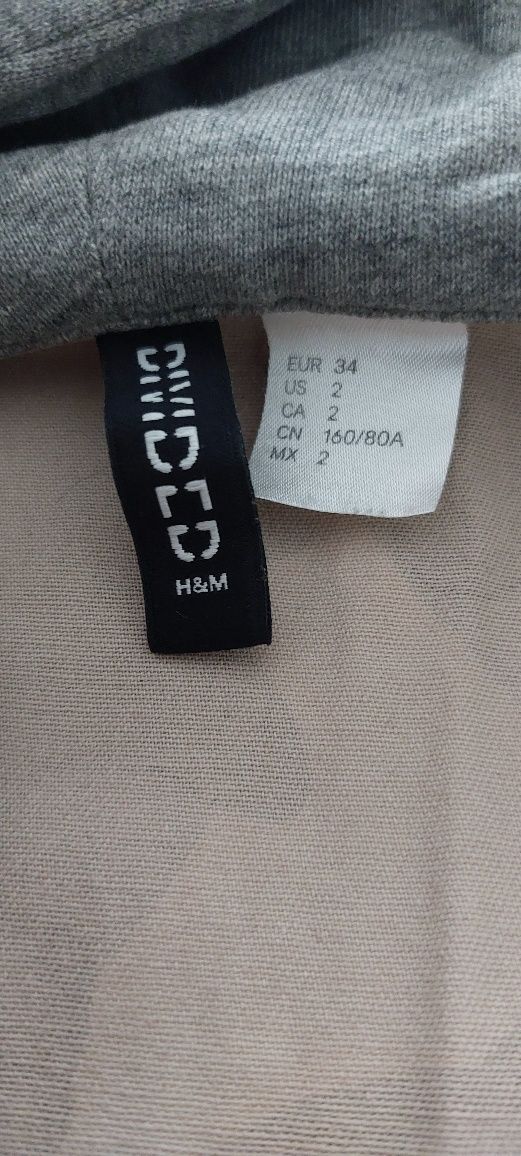 DIVIDED
H&M
EUR 34
US 2
CA 2
CN 160/80A
MX 2